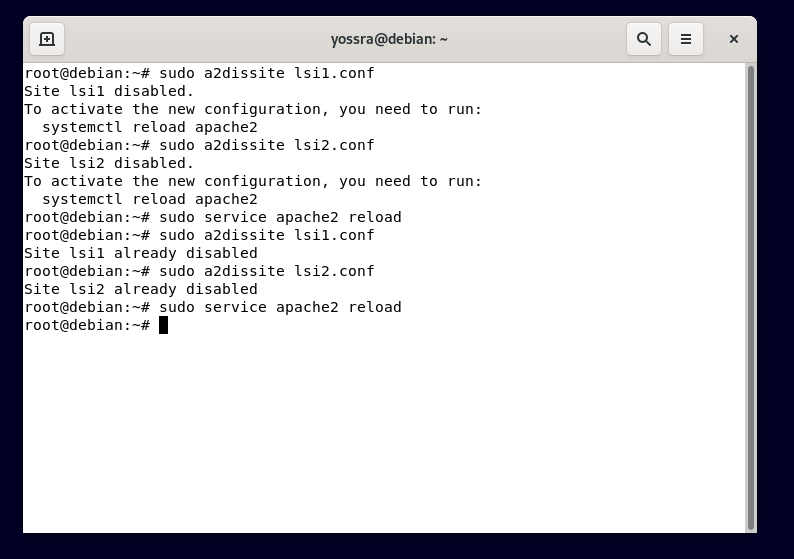 yossra@debian: ~
root@debian:~# sudo a2dissite lsi1.conf
Site lsi1 disabled.
To activate the new configuration, you need to run:
  systemctl reload apache2
root@debian:~# sudo a2dissite lsi2.conf
Site lsi2 disabled.
To activate the new configuration, you need to run:
  systemctl reload apache2
root@debian:~# sudo service apache2 reload
root@debian:~# sudo a2dissite lsi1.conf
Site lsi1 already disabled
root@debian:~# sudo a2dissite lsi2.conf
Site lsi2 already disabled
root@debian:~# sudo service apache2 reload
root@debian:~#